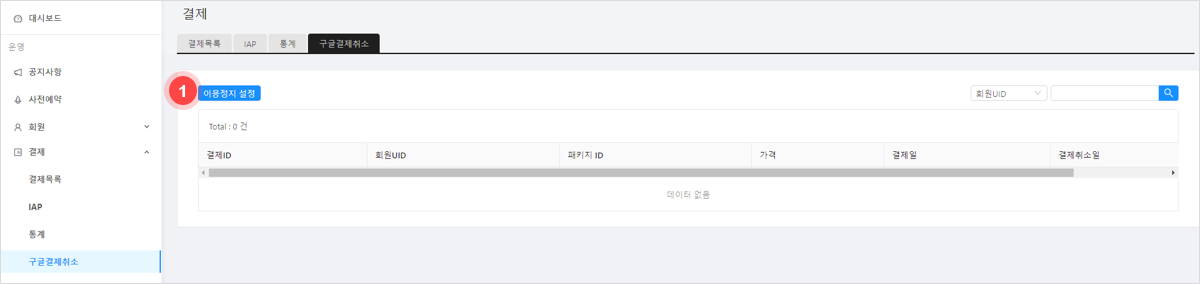 대시보드
운영
공지사항
사전예약
회원
결제
결제목록
IAP
통계
구글결제취소
결제
결제목록 IAP 통계 구글결제취소
1 이용정지 설정 회원UID
Total : 0 건
결제ID 회원UID 패키지 ID 가격 결제일 결제취소일
데이터 없음